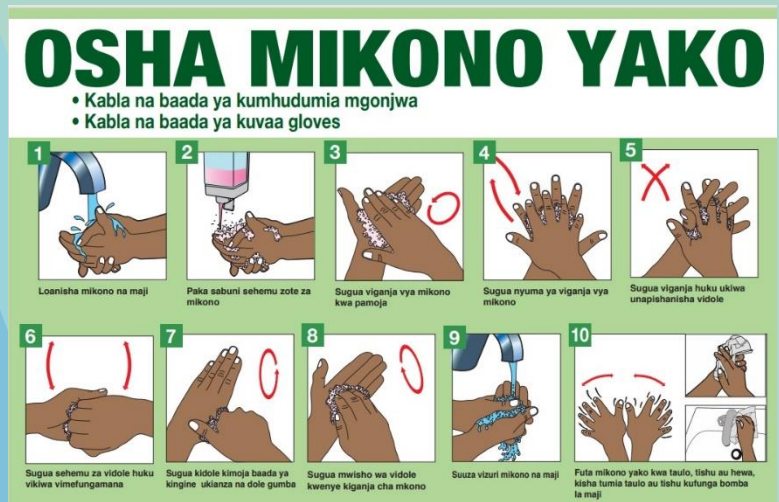 OSHA MIKONO YAKO
• Kabla na baada ya kumhudumia mgonjwa
• Kabla na baada ya kuvaa gloves
1
Loanisha mikono na maji
2
Paka sabuni sehemu zote za
mikono
3
Sugua viganja vya mikono
kwa pamoja
4
Sugua nyuma ya viganja vya
mikono
5
Sugua viganja huku ukiwa
unapishanisha vidole
6
Sugua sehemu za vidole huku
vikiwa vimefungamana
7
Sugua kidole kimoja baada ya
kingine ukianza na dole gumba
8
Sugua mwisho wa vidole
kwenye kiganja cha mkono
9
Suuza vizuri mikono na maji
10
Futa mikono yako kwa taulo, tishu au hewa,
kisha tumia taulo au tishu kufunga bomba
la maji